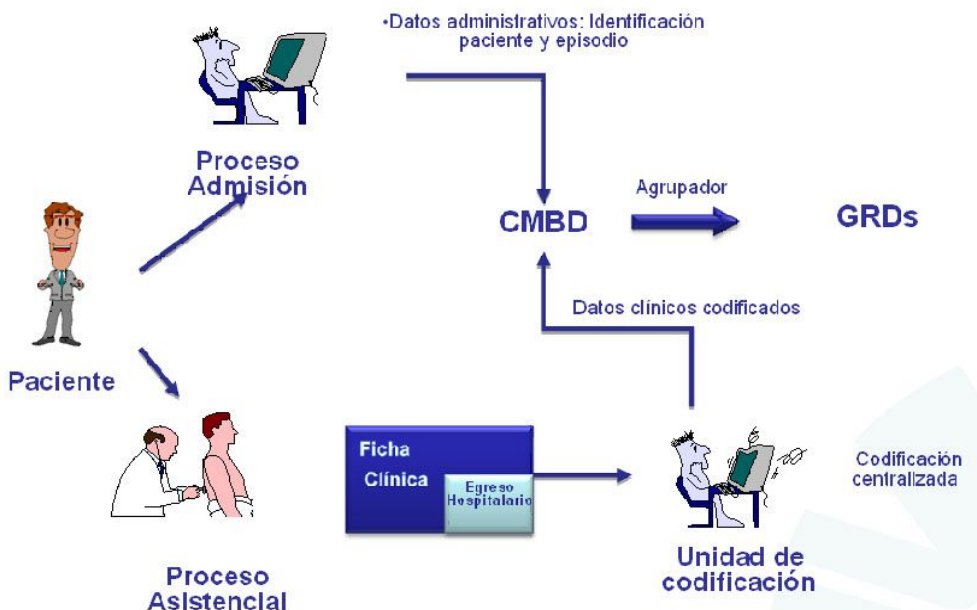 •Datos administrativos: Identificación
paciente y episodio
Proceso
Admisión
Agrupador
CMBD
GRDs
Datos clínicos codificados
Paciente
Ficha
Clínica
Egreso
Hospitalario
Codificación
centralizada
Unidad de
codificación
Proceso
Asistencial